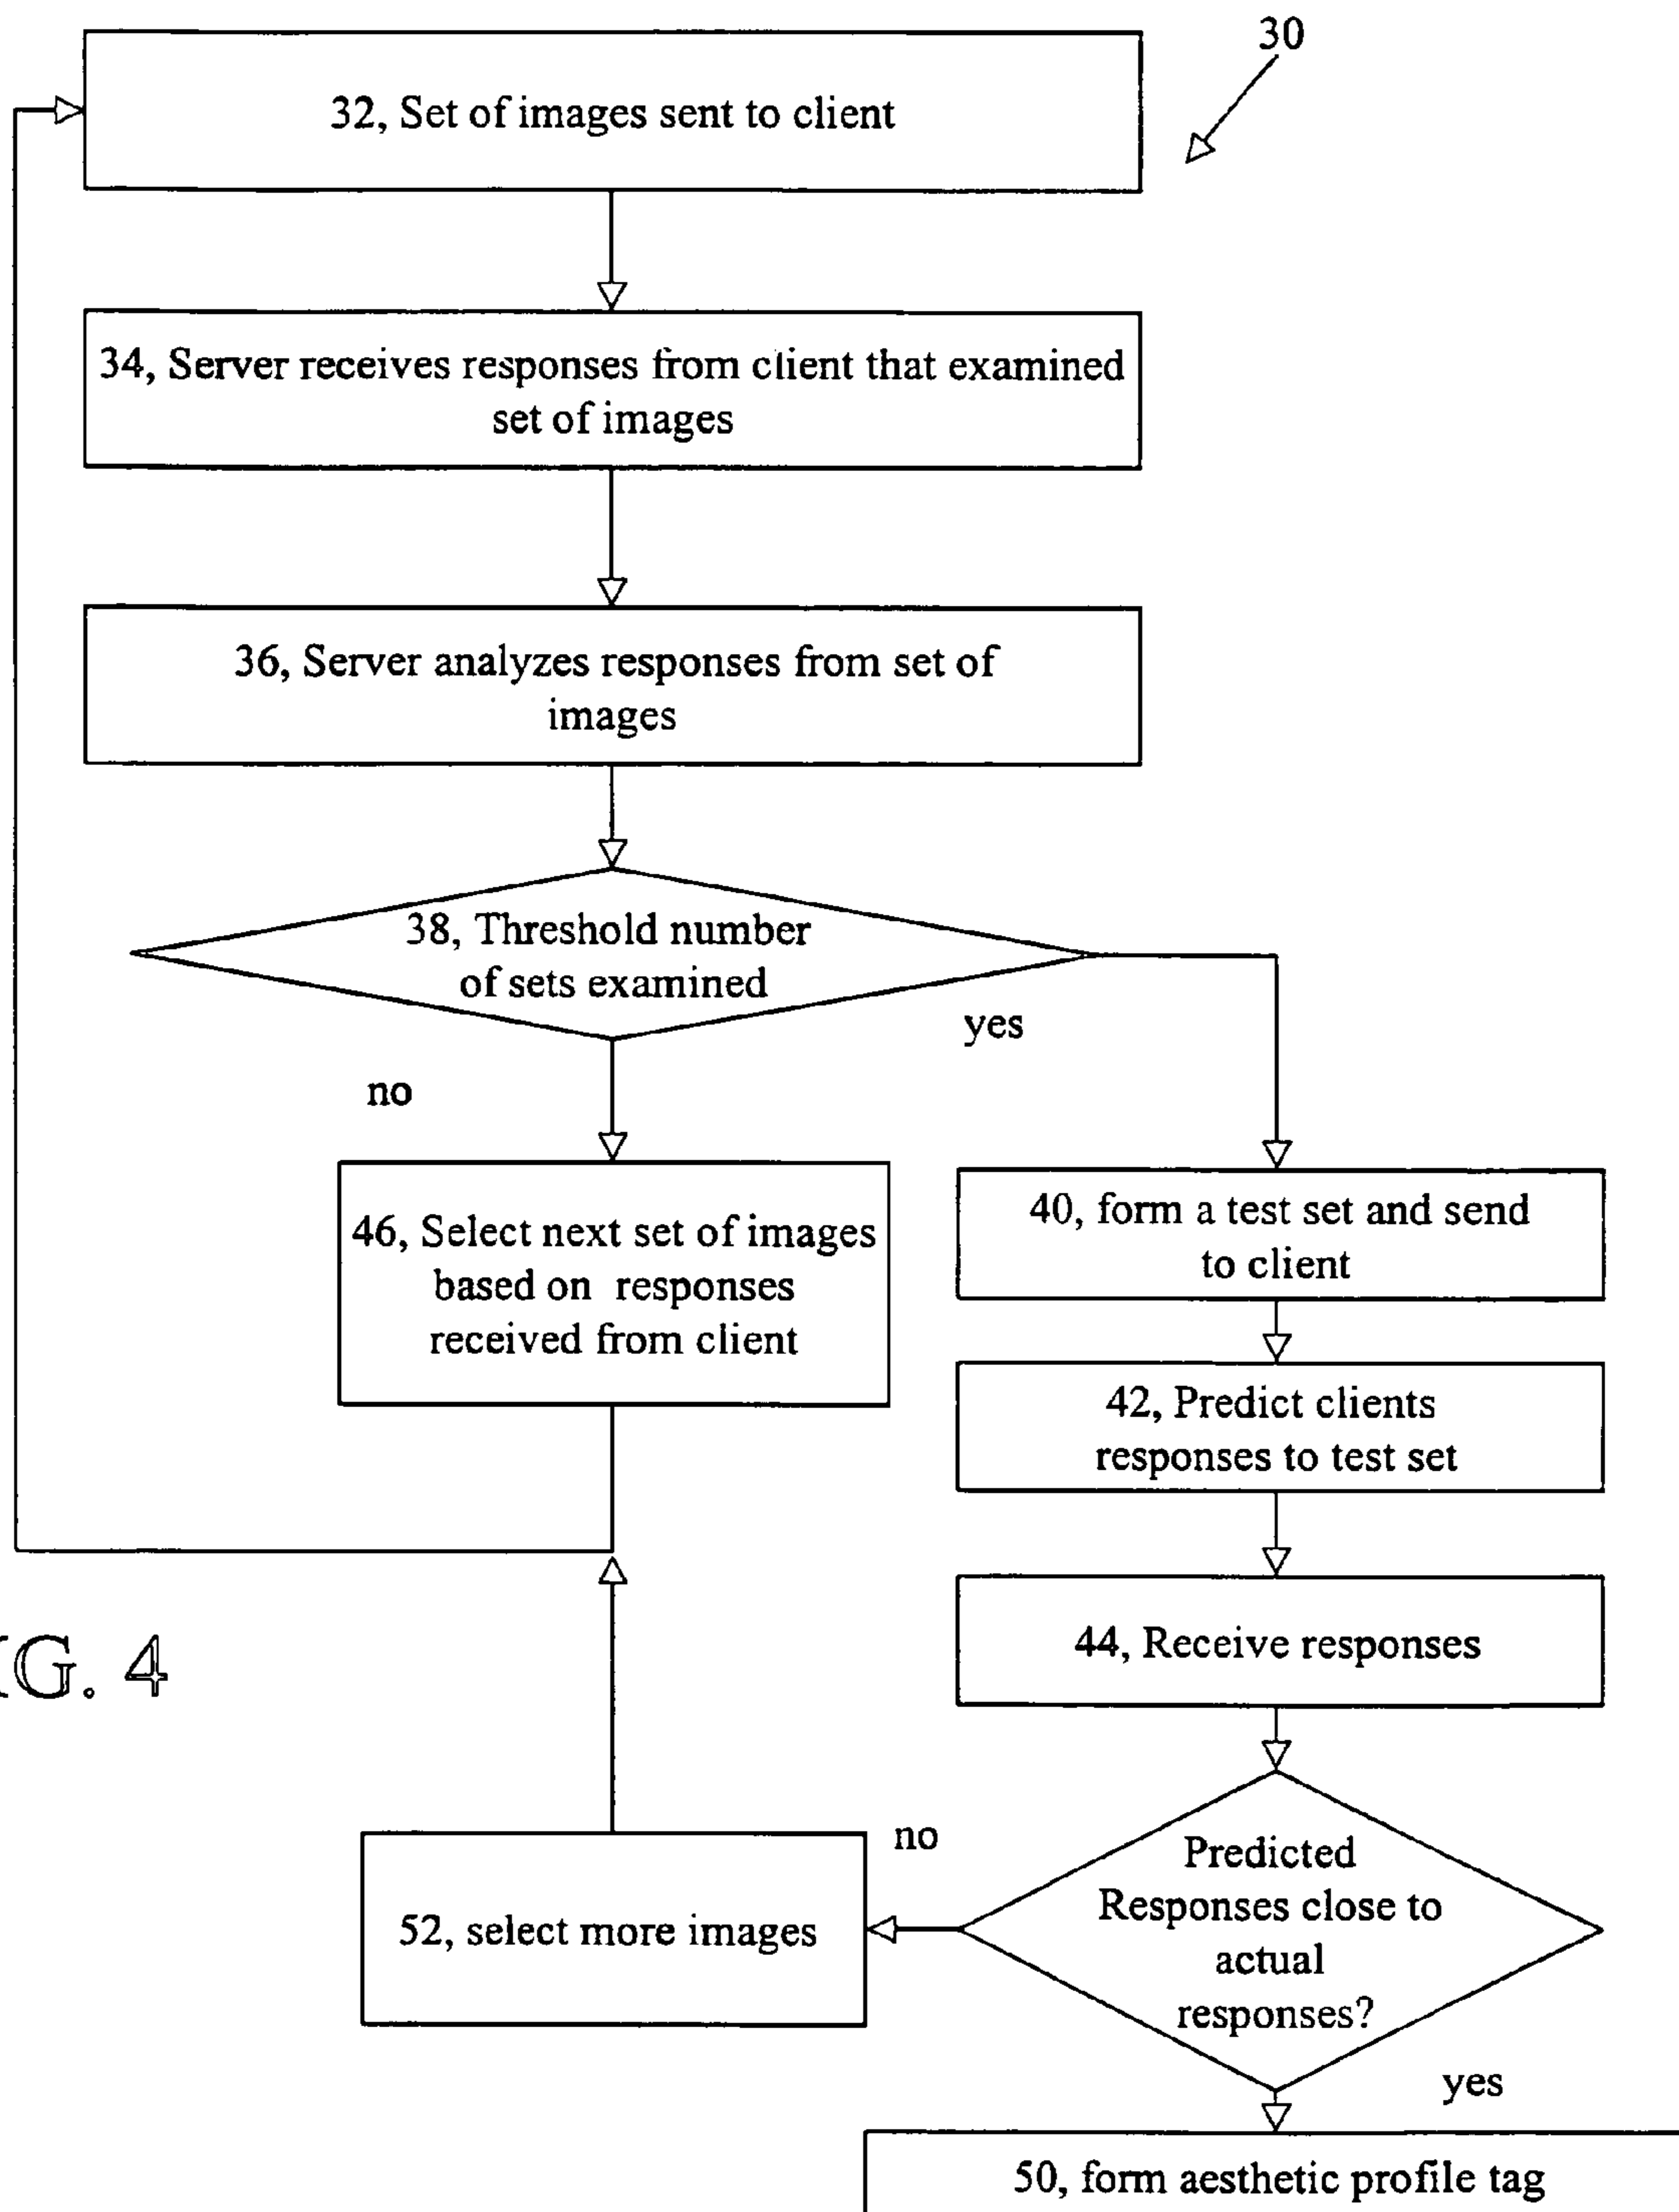 30
32, Set of images sent to client
34, Server receives responses from client that examined
set of images
36, Server analyzes responses from set of
images
38, Threshold number
of sets examined
yes
no
46, Select next set of images
based on responses
received from client
40, form a test set and send
to client
42, Predict clients
responses to test set
44, Receive responses
G. 4
no
Predicted
Responses close to
actual
responses?
52, select more images
yes
50, form aesthetic profile tag